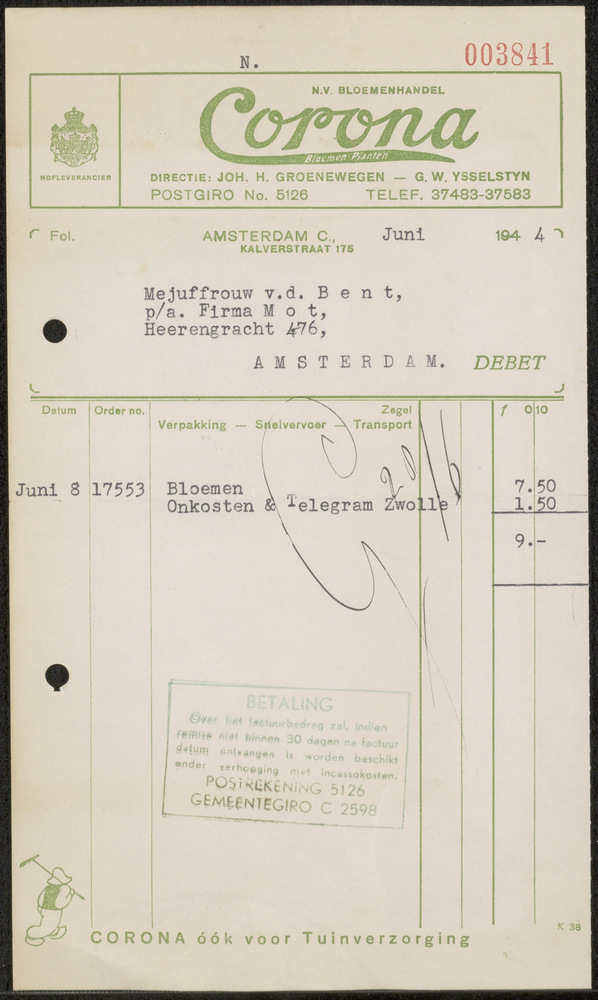 N. 003841
N.V. BLOEMENHANDEL
Corona
Bloemen Planten
HOFLEVERANCIER
DIRECTIE: JOH. H. GROENEWEGEN — G. W. YSSELSTYN
POSTGIRO No. 5126 TELEF. 37483-37583
Fol. AMSTERDAM C., Juni 194 4
KALVERSTRAAT 175
Mejuffrouw v.d. B e n t,
p/a. Firma M o t,
Heerengracht 476,
A M S T E R D A M. DEBET
Datum Order no. Verpakking — Snelvervoer — Zegel Transport f 0/10
Juni 8 17553 Bloemen 7.50
Onkosten & Telegram Zwolle 1.50
20/6
9.-
BETALING
Over het factuurbedrag zal, indien
remise niet binnen 30 dagen na factuur
datum ontvangen is worden beschikt
onder verhooging met incassokosten.
POSTREKENING 5126
GEMEENTEGIRO C 2598
K 38
CORONA óók voor Tuinverzorging